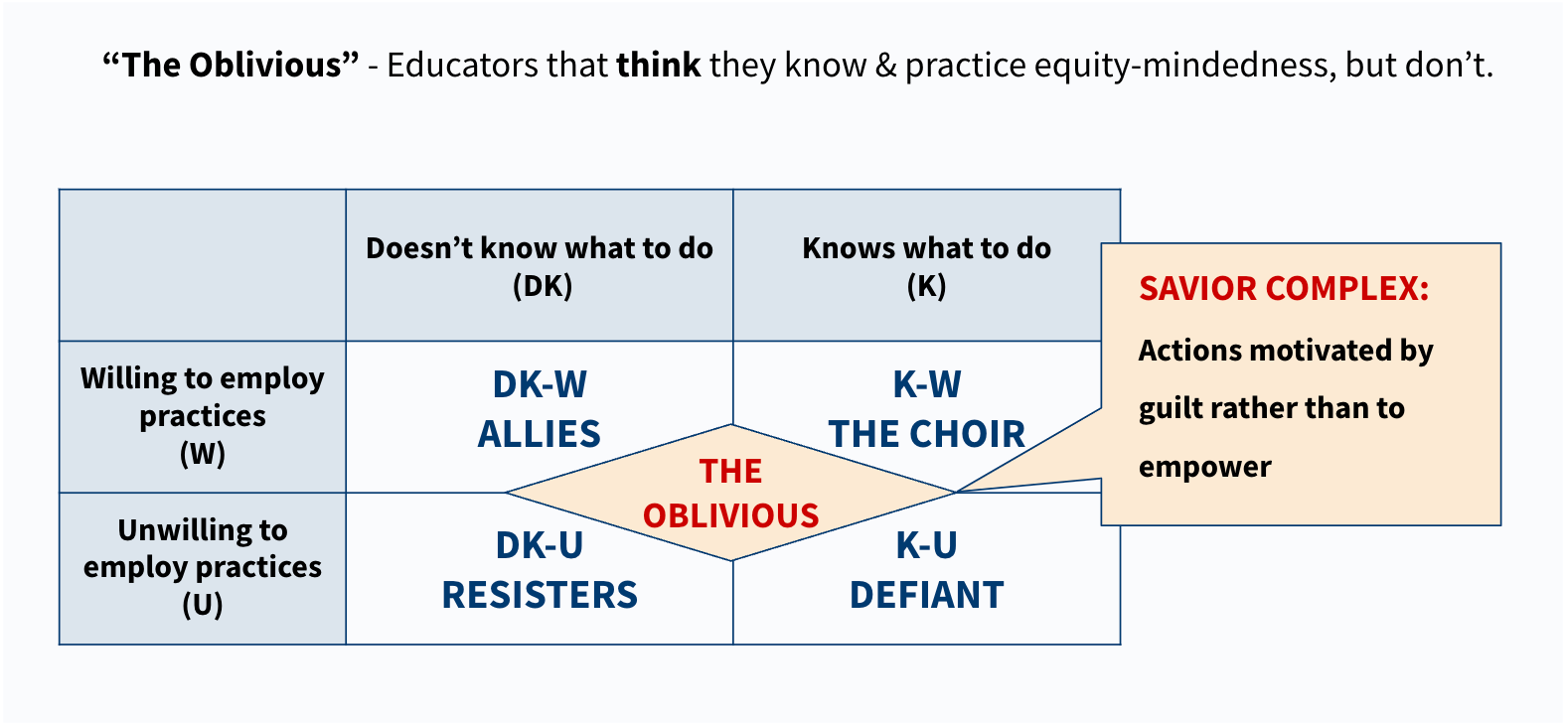 “The Oblivious” - Educators that think they know & practice equity-mindedness, but don’t.
Doesn’t know what to do
(DK)
Knows what to do
(K)
SAVIOR COMPLEX:
Actions motivated by
guilt rather than to
empower
Willing to employ
practices
(W)
DK-W
ALLIES
K-W
THE CHOIR
THE
OBLIVIOUS
Unwilling to
employ practices
(U)
DK-U
RESISTERS
K-U
DEFIANT